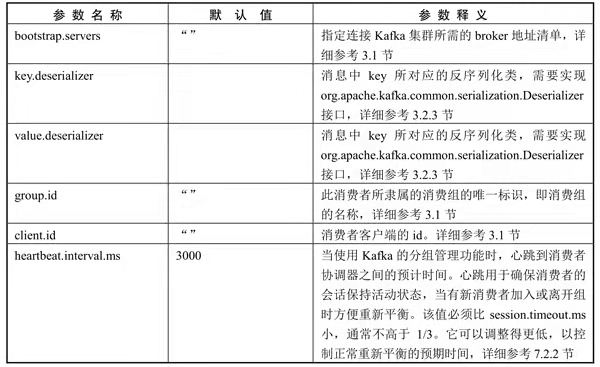 参 数 名 称 默 认 值 参 数 释 义
bootstrap.servers “” 指定连接 Kafka 集群所需的 broker 地址清单，详
细参考 3.1 节
key.deserializer 消息中 key 所对应的反序列化类，需要实现
org.apache.kafka.common.serialization.Deserializer
接口，详细参考 3.2.3 节
value.deserializer 消息中 key 所对应的反序列化类，需要实现
org.apache.kafka.common.serialization.Deserializer
接口，详细参考 3.2.3 节
group.id “” 此消费者所隶属的消费组的唯一标识，即消费组
的名称，详细参考 3.1 节
client.id “” 消费者客户端的 id。详细参考 3.1 节
heartbeat.interval.ms 3000 当使用 Kafka 的分组管理功能时，心跳到消费者
协调器之间的预计时间。心跳用于确保消费者的
会话保持活动状态，当有新消费者加入或离开组
时方便重新平衡。该值必须比 session.timeout.ms
小，通常不高于 1/3。它可以调整得更低，以控
制正常重新平衡的预期时间，详细参考 7.2.2 节